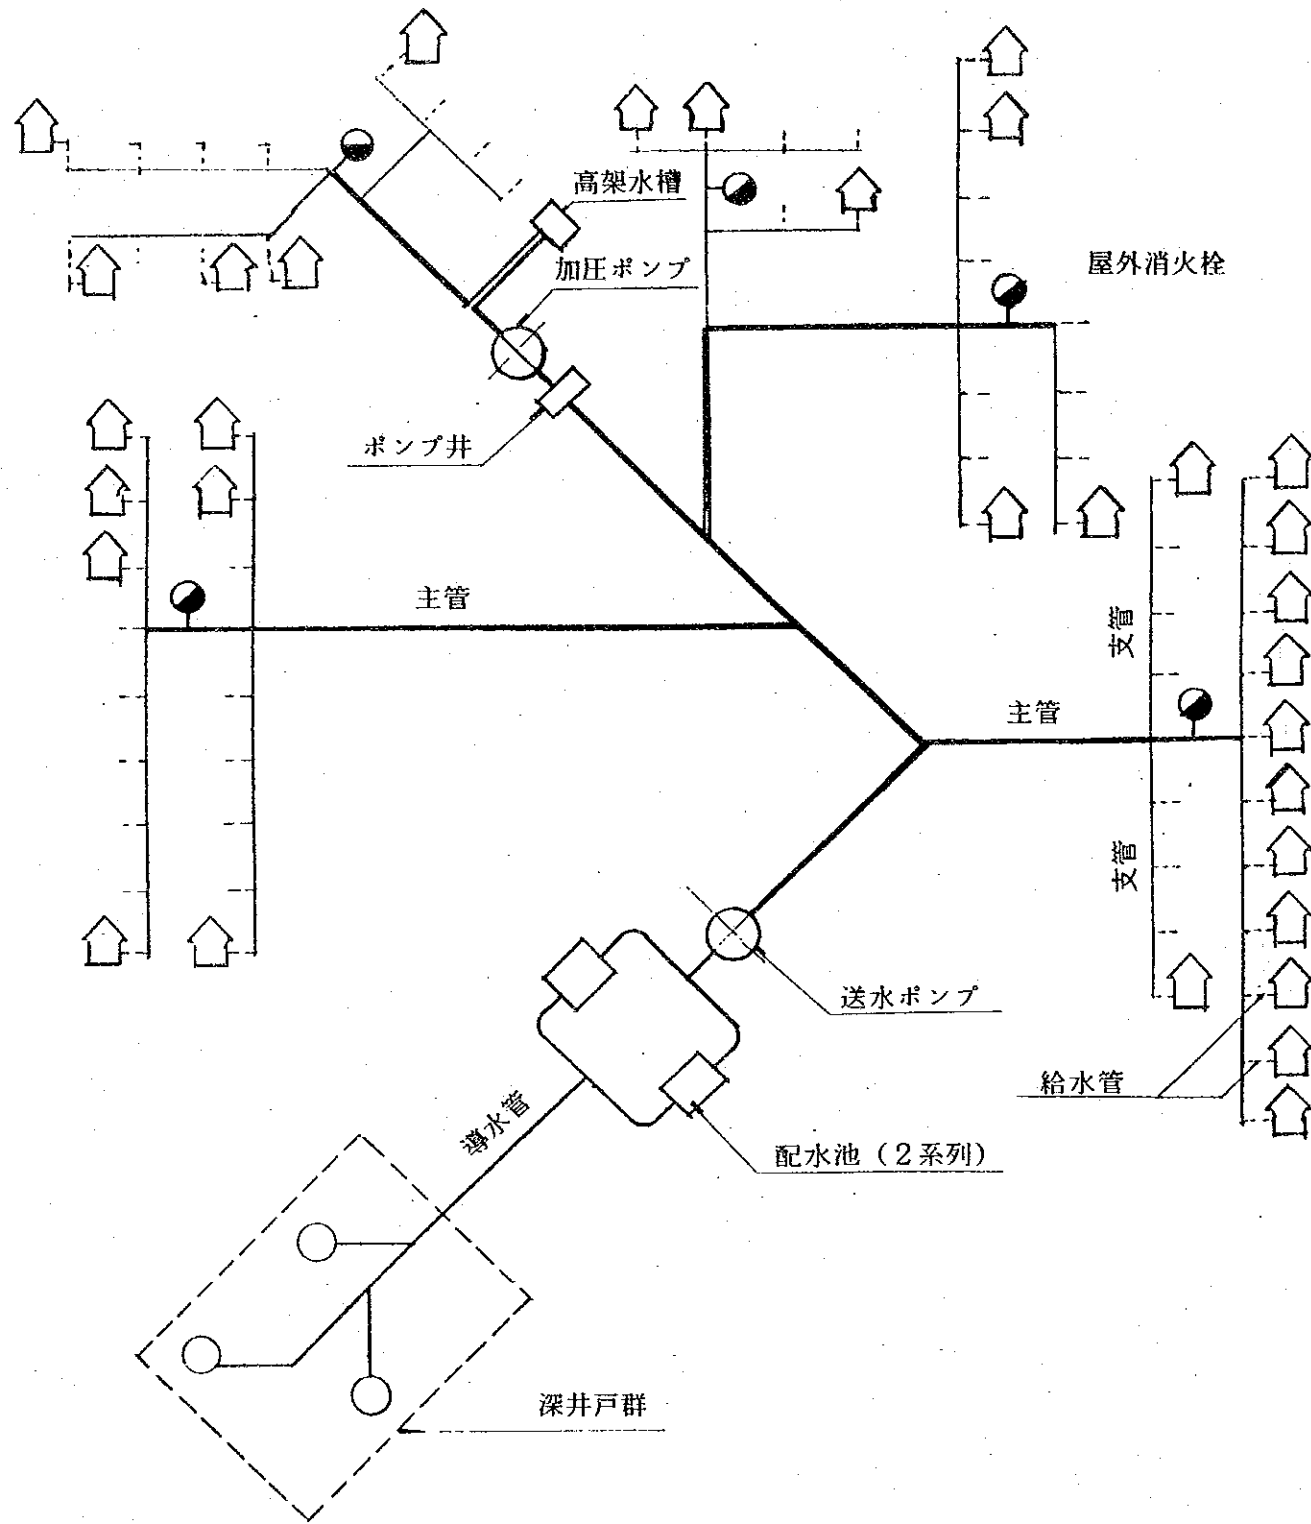 高架水槽
加圧ポンプ
屋外消火栓
ポンプ井
主管
支管
主管
支管
送水ポンプ
給水管
導水管
配水池（2系列）
深井戸群